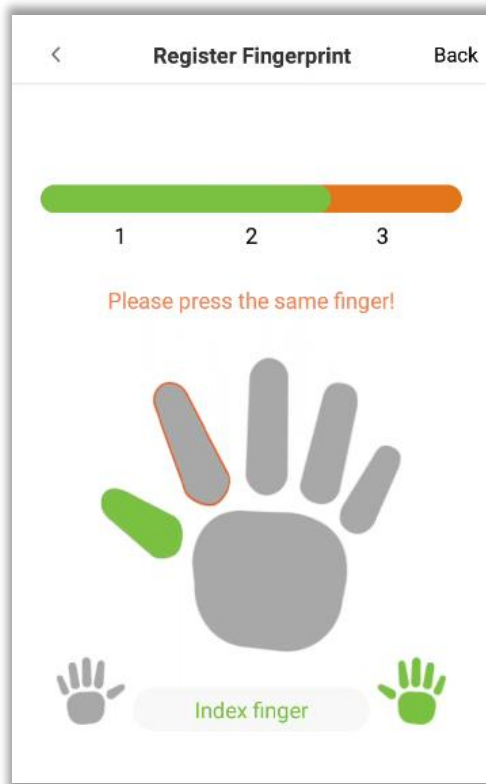 Register Fingerprint Back
1 2 3
Please press the same finger!
Index finger